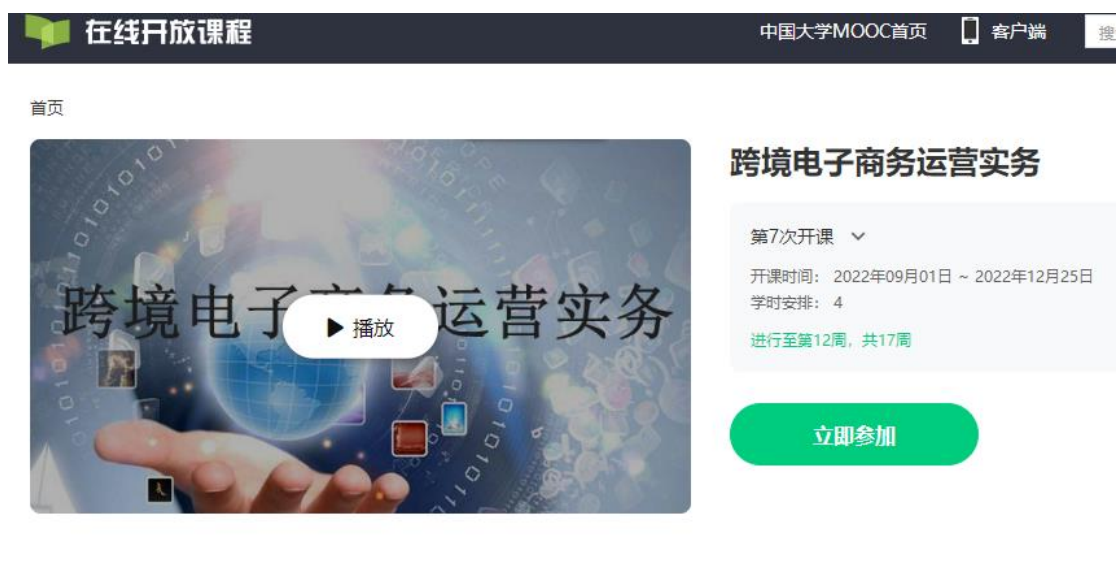 在线开放课程
中国大学MOOC首页 客户端 搜
首页
跨境电子商务运营实务
播放
跨境电子商务运营实务
第7次开课
开课时间： 2022年09月01日 ~ 2022年12月25日
学时安排： 4
进行至第12周，共17周
立即参加